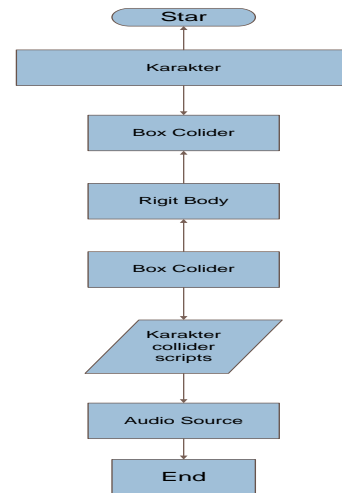 Star
Karakter
Box Colider
Rigit Body
Box Colider
Karakter
collider
scripts
Audio Source
End